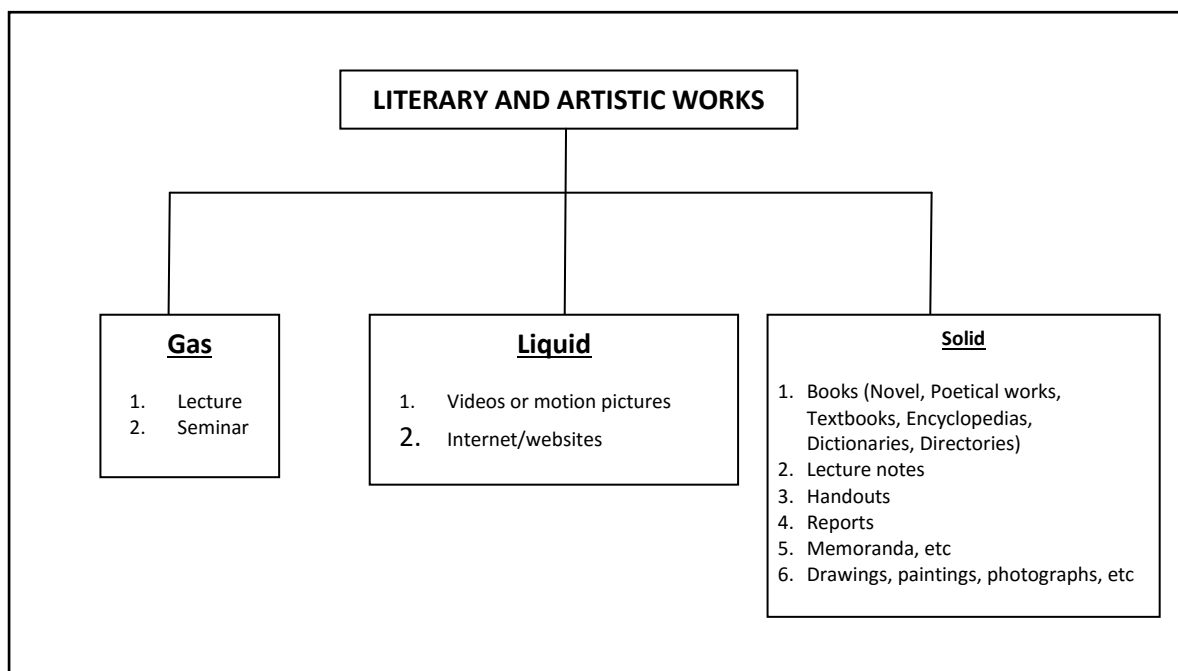 LITERARY AND ARTISTIC WORKS
Gas
1. Lecture
2. Seminar
Liquid
1. Videos or motion pictures
2. Internet/websites
Solid
1. Books (Novel, Poetical works,
Textbooks, Encyclopedias,
Dictionaries, Directories)
2. Lecture notes
3. Handouts
4. Reports
5. Memoranda, etc
6. Drawings, paintings, photographs, etc